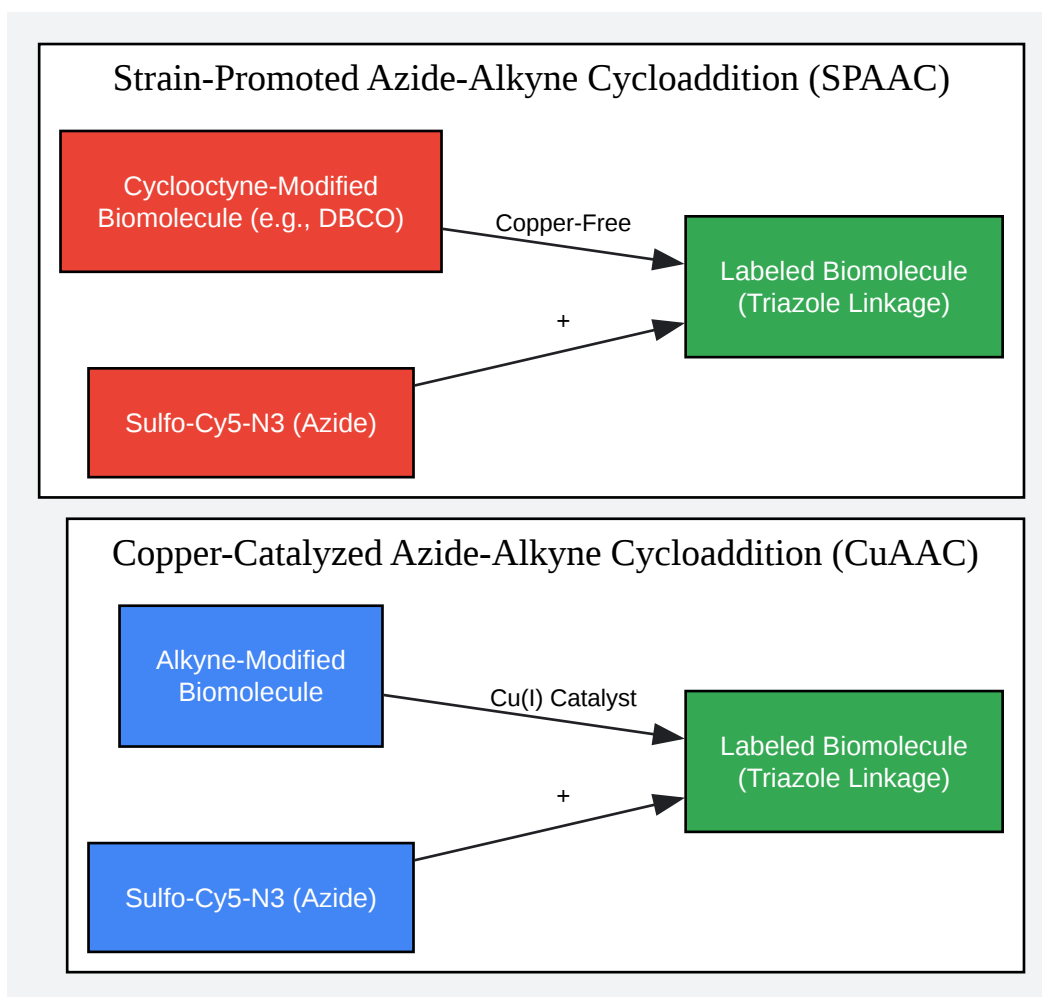 Strain-Promoted Azide-Alkyne Cycloaddition (SPAAC)
Cyclooctyne-Modified
Biomolecule (e.g., DBCO)
Copper-Free
Labeled Biomolecule
(Triazole Linkage)
+
Sulfo-Cy5-N3 (Azide)
Copper-Catalyzed Azide-Alkyne Cycloaddition (CuAAC)
Alkyne-Modified
Biomolecule
Cu(I) Catalyst
Labeled Biomolecule
(Triazole Linkage)
+
Sulfo-Cy5-N3 (Azide)